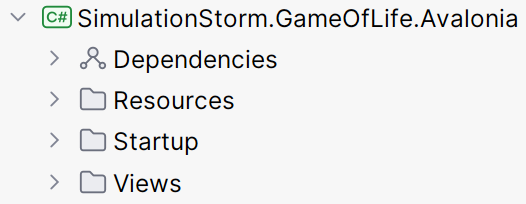 C# SimulationStorm.GameOfLife.Avalonia
Dependencies
Resources
Startup
Views